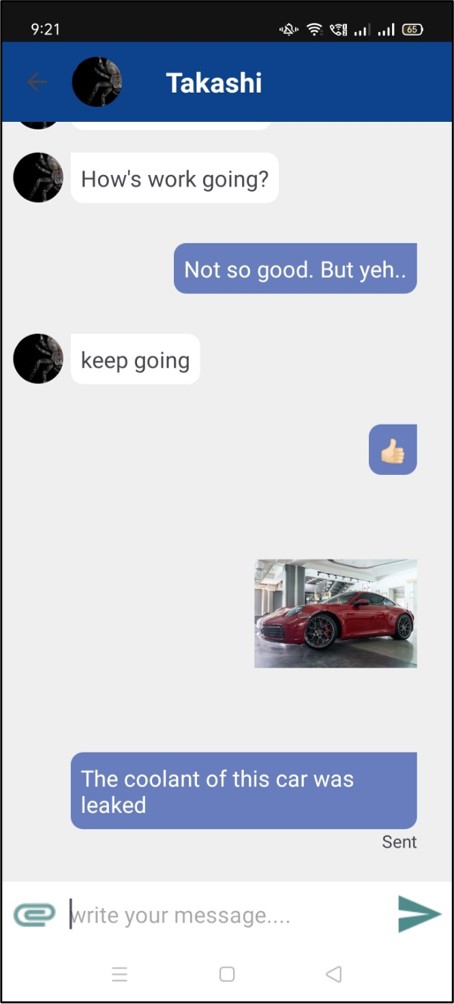 9:21
65
Takashi
How's work going?
Not so good. But yeh..
keep going
The coolant of this car was
leaked
Sent
write your message....